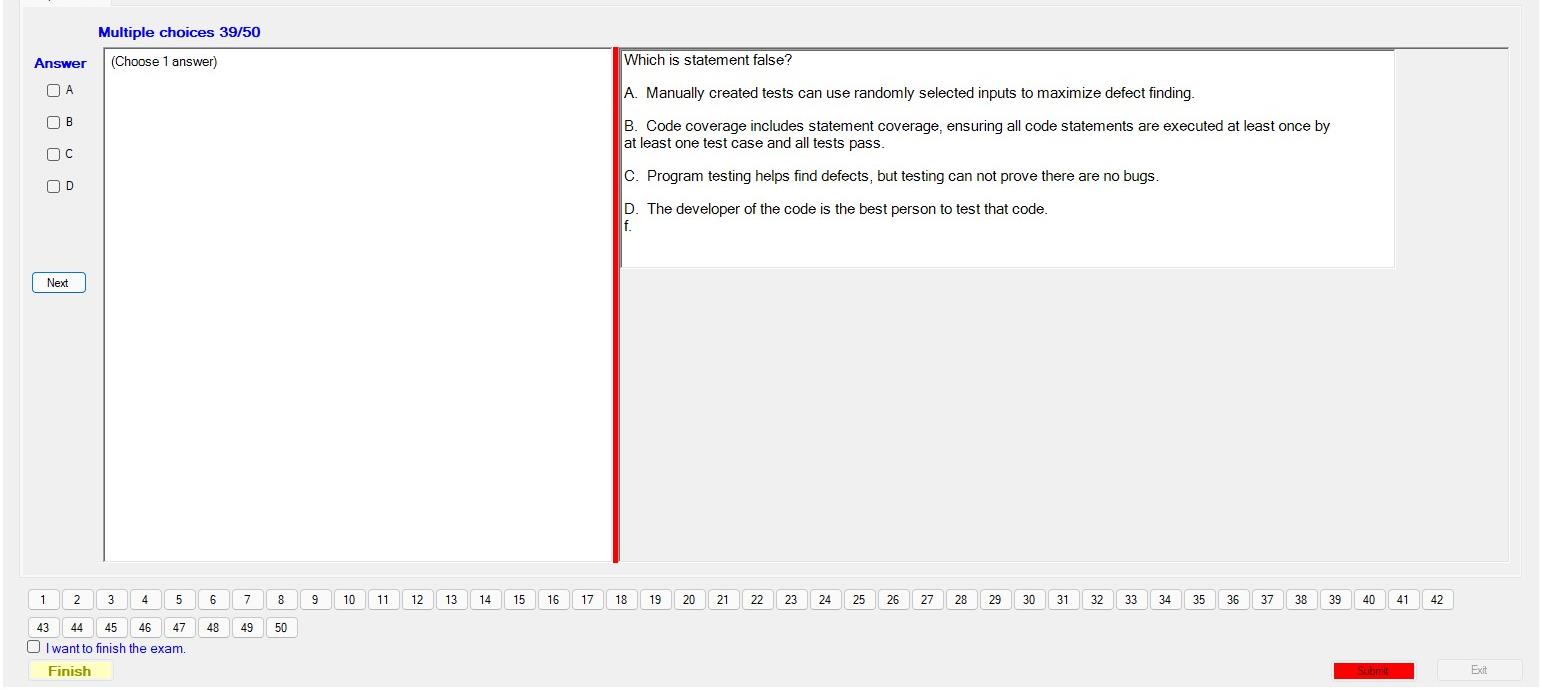 Multiple choices 39/50
Answer
(Choose 1 answer)
A
B
C
D
Next
Which is statement false?
A. Manually created tests can use randomly selected inputs to maximize defect finding.
B. Code coverage includes statement coverage, ensuring all code statements are executed at least once by
at least one test case and all tests pass.
C. Program testing helps find defects, but testing can not prove there are no bugs.
D. The developer of the code is the best person to test that code.
f.
1 2 3 4 5 6 7 8 9 10 11 12 13 14 15 16 17 18 19 20 21 22 23 24 25 26 27 28 29 30 31 32 33 34 35 36 37 38 39 40 41 42
43 44 45 46 47 48 49 50
I want to finish the exam.
Finish
Submit
Exit